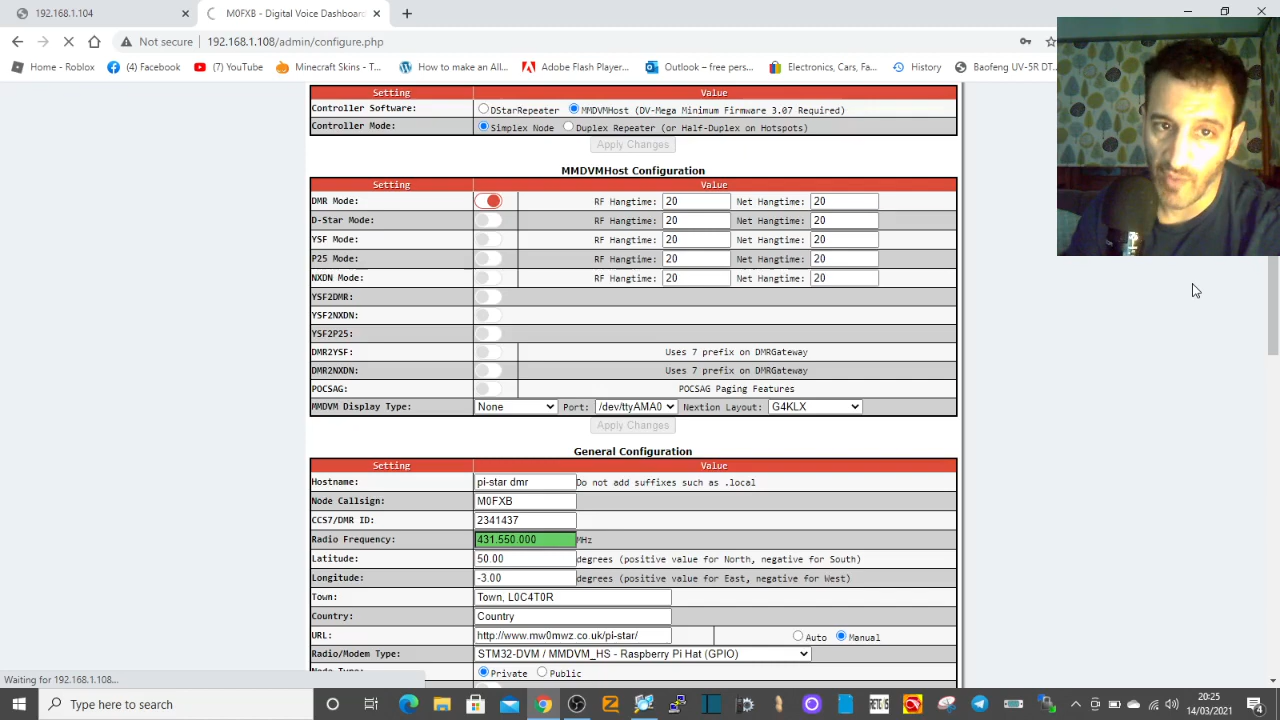 192.168.1.104
M0FXB - Digital Voice Dashboard
Not secure 192.168.1.108/admin/configure.php
Home - Roblox (4) Facebook (7) YouTube Minecraft Skins - T... How to make an All... Adobe Flash Player... Outlook – free pers... Electronics, Cars, Fa... History Baofeng UV-5R DT
Setting Value
Controller Software: DStarRepeater MMDVMHost (DV-Mega Minimum Firmware 3.07 Required)
Controller Mode: Simplex Node Duplex Repeater (or Half-Duplex on Hotspots)
Apply Changes
MMDVMHost Configuration
Setting Value
DMR Mode: RF Hangtime: 20 Net Hangtime: 20
D-Star Mode: RF Hangtime: 20 Net Hangtime: 20
YSF Mode: RF Hangtime: 20 Net Hangtime: 20
P25 Mode: RF Hangtime: 20 Net Hangtime: 20
NXDN Mode: RF Hangtime: 20 Net Hangtime: 20
YSF2DMR:
YSF2NXDN:
YSF2P25:
DMR2YSF: Uses 7 prefix on DMRGateway
DMR2NXDN: Uses 7 prefix on DMRGateway
POCSAG: POCSAG Paging Features
MMDVM Display Type: None Port: /dev/ttyAMA0 Nextion Layout: G4KLX
Apply Changes
General Configuration
Setting Value
Hostname: pi-star dmr Do not add suffixes such as .local
Node Callsign: M0FXB
CCS7/DMR ID: 2341437
Radio Frequency: 431.550.000 MHz
Latitude: 50.00 degrees (positive value for North, negative for South)
Longitude: -3.00 degrees (positive value for East, negative for West)
Town: Town, L0C4T0R
Country: Country
URL: http://www.mw0mwz.co.uk/pi-star/ Auto Manual
Radio/Modem Type: STM32-DVM / MMDVM_HS - Raspberry Pi Hat (GPIO)
Node Type: Private Public
Waiting for 192.168.1.108...
Type here to search
20:25
14/03/2021
4